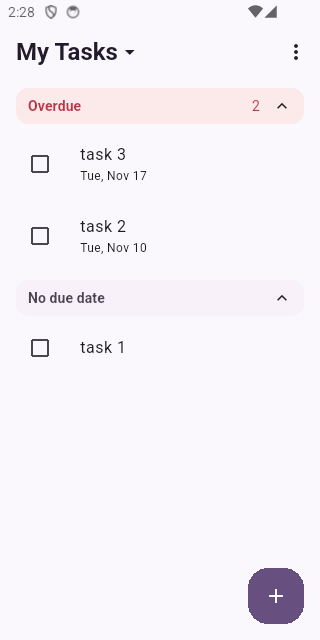 2:28
My Tasks
Overdue
2
task 3
Tue, Nov 17
task 2
Tue, Nov 10
No due date
task 1